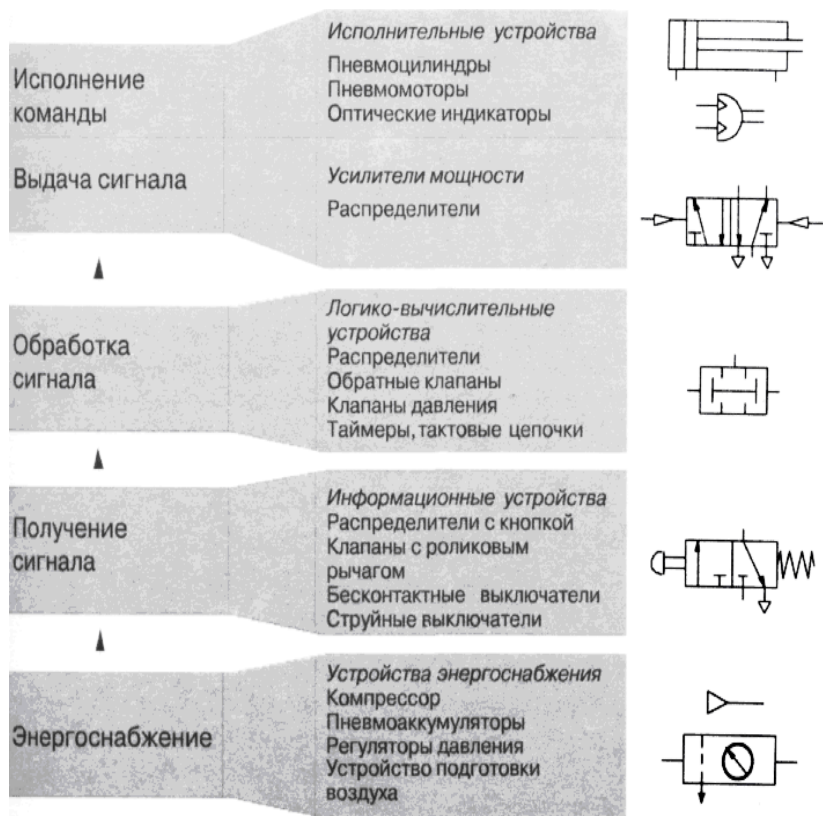 Исполнение
команды
Исполнительные устройства
Пневмоцилиндры
Пневмомоторы
Оптические индикаторы
Выдача сигнала
Усилители мощности
Распределители
Обработка
сигнала
Логико-вычислительные
устройства
Распределители
Обратные клапаны
Клапаны давления
Таймеры, тактовые цепочки
Получение
сигнала
Информационные устройства
Распределители с кнопкой
Клапаны с роликовым
рычагом
Бесконтактные выключатели
Струйные выключатели
Энергоснабжение
Устройства энергоснабжения
Компрессор
Пневмоаккумуляторы
Регуляторы давления
Устройство подготовки
воздуха